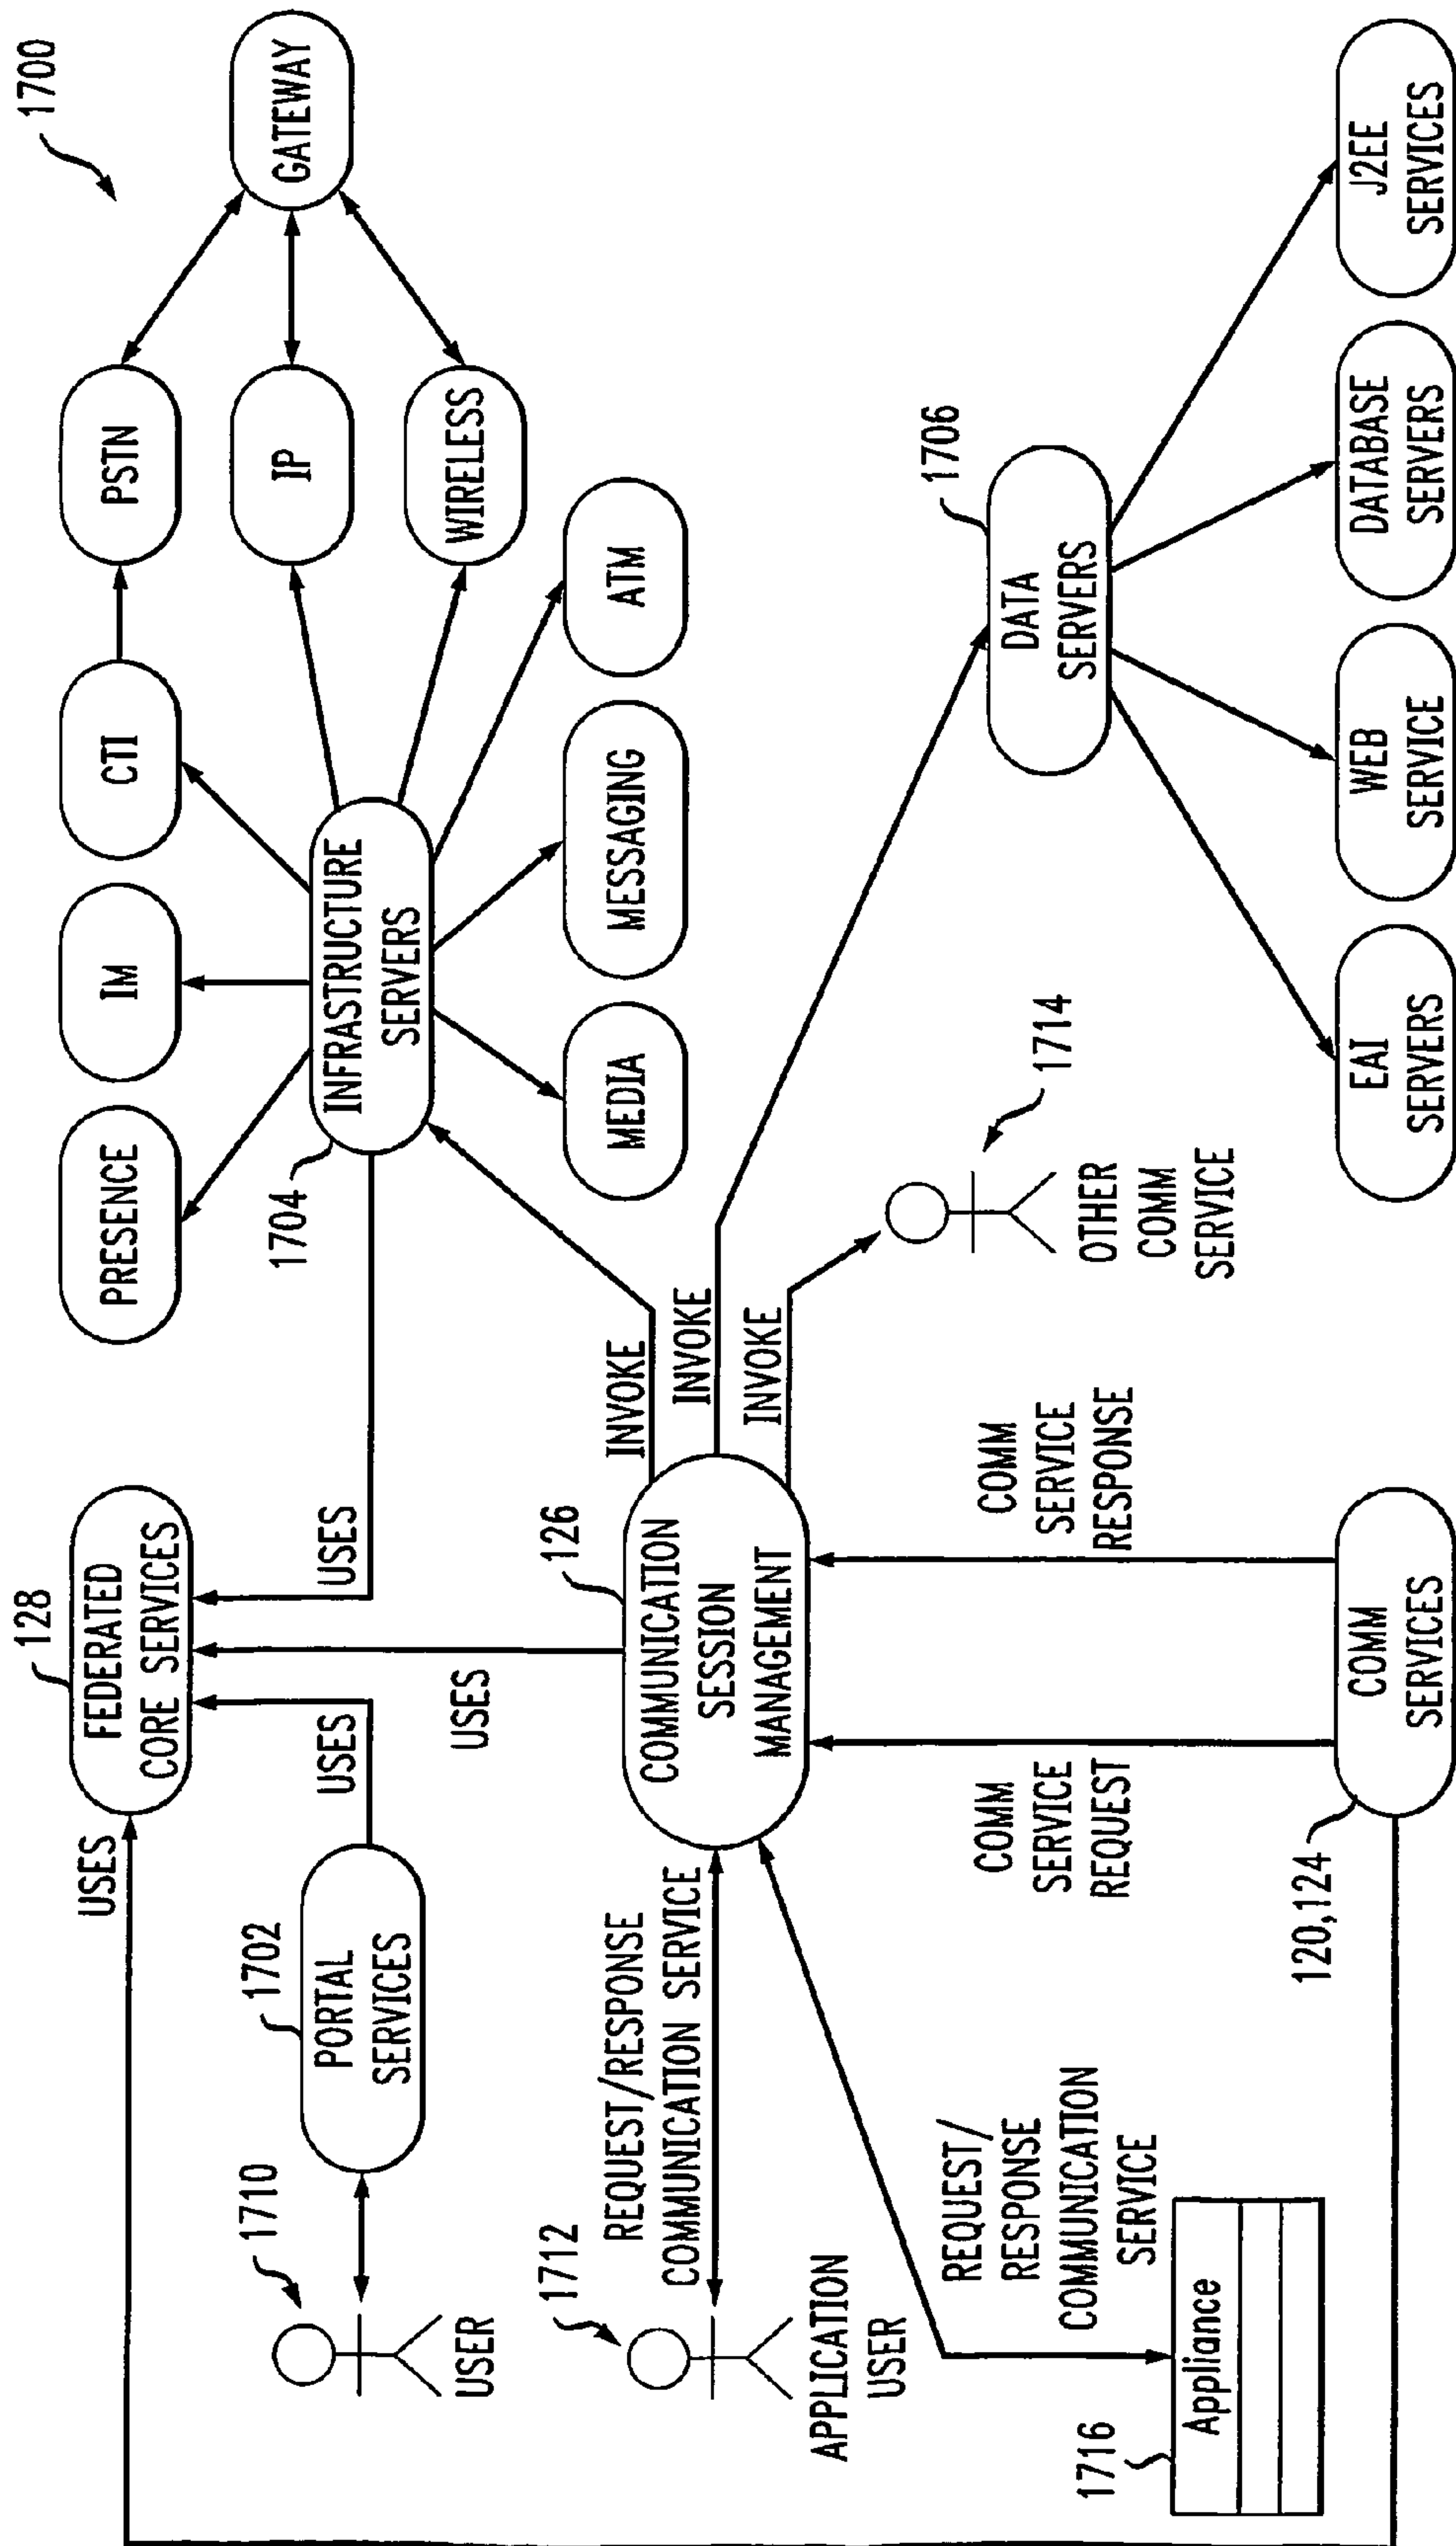 1700
128
FEDERATED
CORE SERVICES
USES
USES
USES
USES
1710
USER
1702
PORTAL
SERVICES
PRESENCE
IM
CTI
PSTN
IP
WIRELESS
GATEWAY
1704
INFRASTRUCTURE
SERVERS
MEDIA
MESSAGING
ATM
1712
APPLICATION
USER
REQUEST/RESPONSE
COMMUNICATION SERVICE
126
COMMUNICATION
SESSION
MANAGEMENT
INVOKE
INVOKE
INVOKE
1714
OTHER
COMM
SERVICE
1706
DATA
SERVERS
1716
Appliance
REQUEST/
RESPONSE
COMMUNICATION
SERVICE
COMM
SERVICE
REQUEST
COMM
SERVICE
RESPONSE
120,124
COMM
SERVICES
EAI
SERVERS
WEB
SERVICE
DATABASE
SERVERS
J2EE
SERVICES